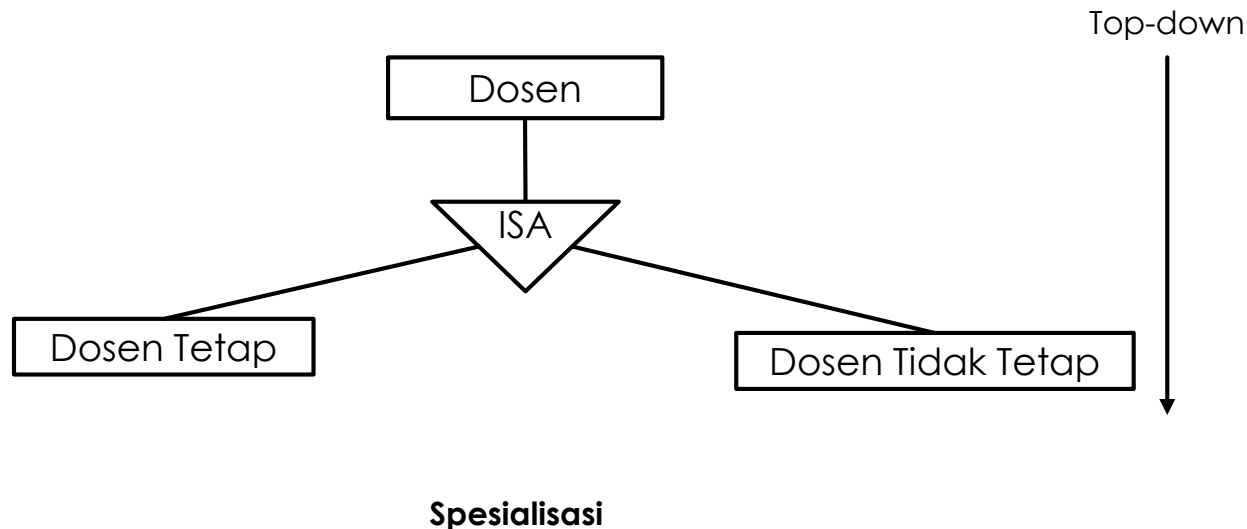 Top-down
Dosen
ISA
Dosen Tetap
Dosen Tidak Tetap
Spesialisasi